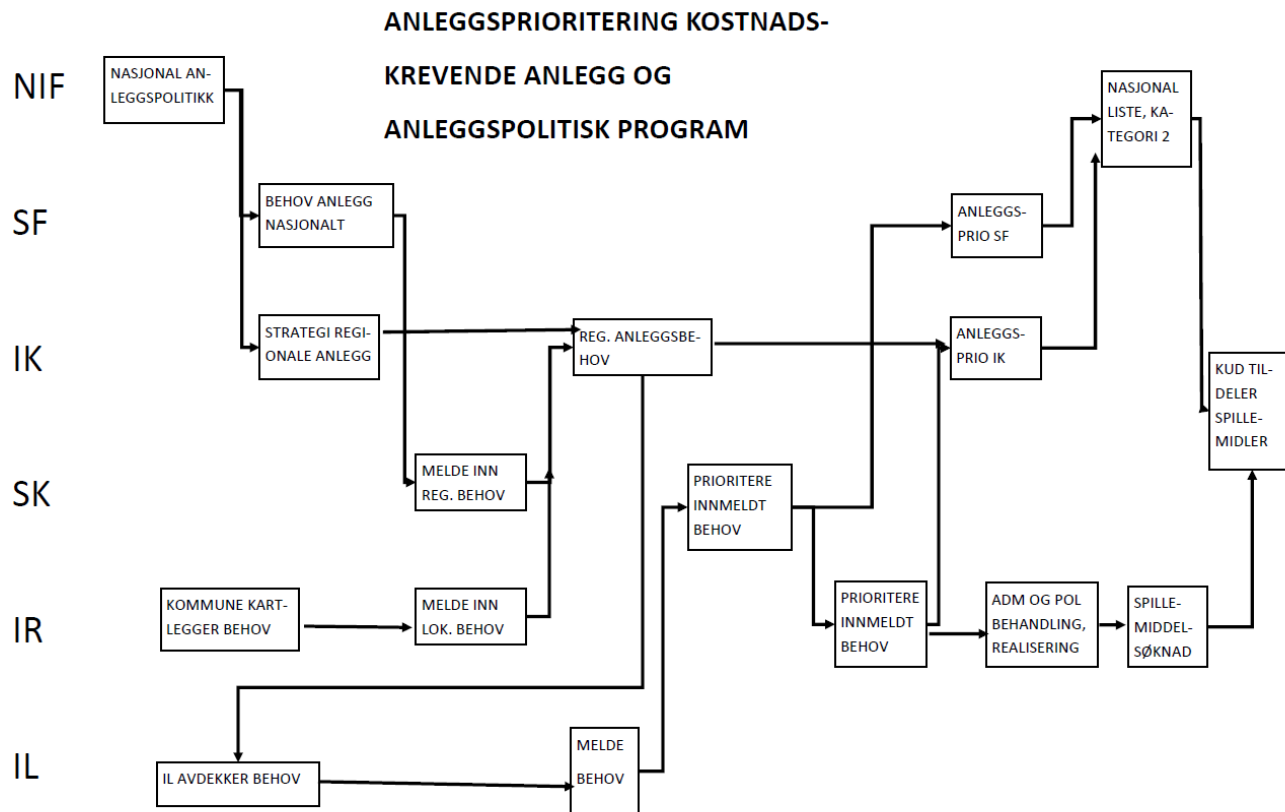 ANLEGGSPRIORITERING KOSTNADS-
KREVENDE ANLEGG OG
ANLEGGSPOLITISK PROGRAM
NIF
NASJONAL AN-
LEGGSPOLITIKK
NASJONAL
LISTE, KA-
TEGORI 2
SF
BEHOV ANLEGG
NASJONALT
ANLEGGS-
PRIO SF
IK
STRATEGI REGI-
ONALE ANLEGG
REG. ANLEGGSBE-
HOV
ANLEGGS-
PRIO IK
KUD TIL-
DELER
SPILLE-
MIDLER
SK
MELDE INN
REG. BEHOV
PRIORITERE
INNMELDT
BEHOV
IR
KOMMUNE KART-
LEGGER BEHOV
MELDE INN
LOK. BEHOV
PRIORITERE
INNMELDT
BEHOV
ADM OG POL
BEHANDLING,
REALISERING
SPILLE-
MIDDEL-
SØKNAD
IL
IL AVDEKKER BEHOV
MELDE
BEHOV